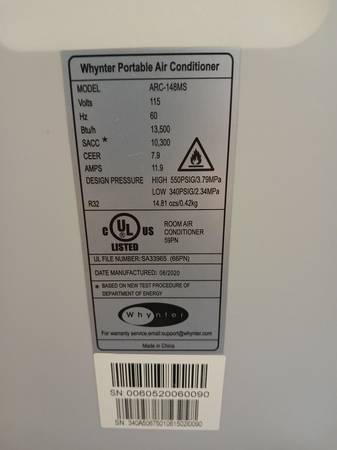 Whynter Portable Air Conditioner
MODEL ARC-148MS
Volts 115
Hz 60
Btu/h 13,500
SACC * 10,300
CEER 7.9
AMPS 11.9
DESIGN PRESSURE HIGH 550PSIG/3.79MPa
LOW 340PSIG/2.34MPa
R32 14.81 ozs/0.42kg
c UL US
LISTED
ROOM AIR
CONDITIONER
59PN
UL FILE NUMBER: SA33965 (66PN)
DATE MANUFACTURED: 06/2020
* BASED ON NEW TEST PROCEDURE OF
DEPARTMENT OF ENERGY
Whynter
For warranty service,email:support@whynter.com
Made in China
SN 0060520060090